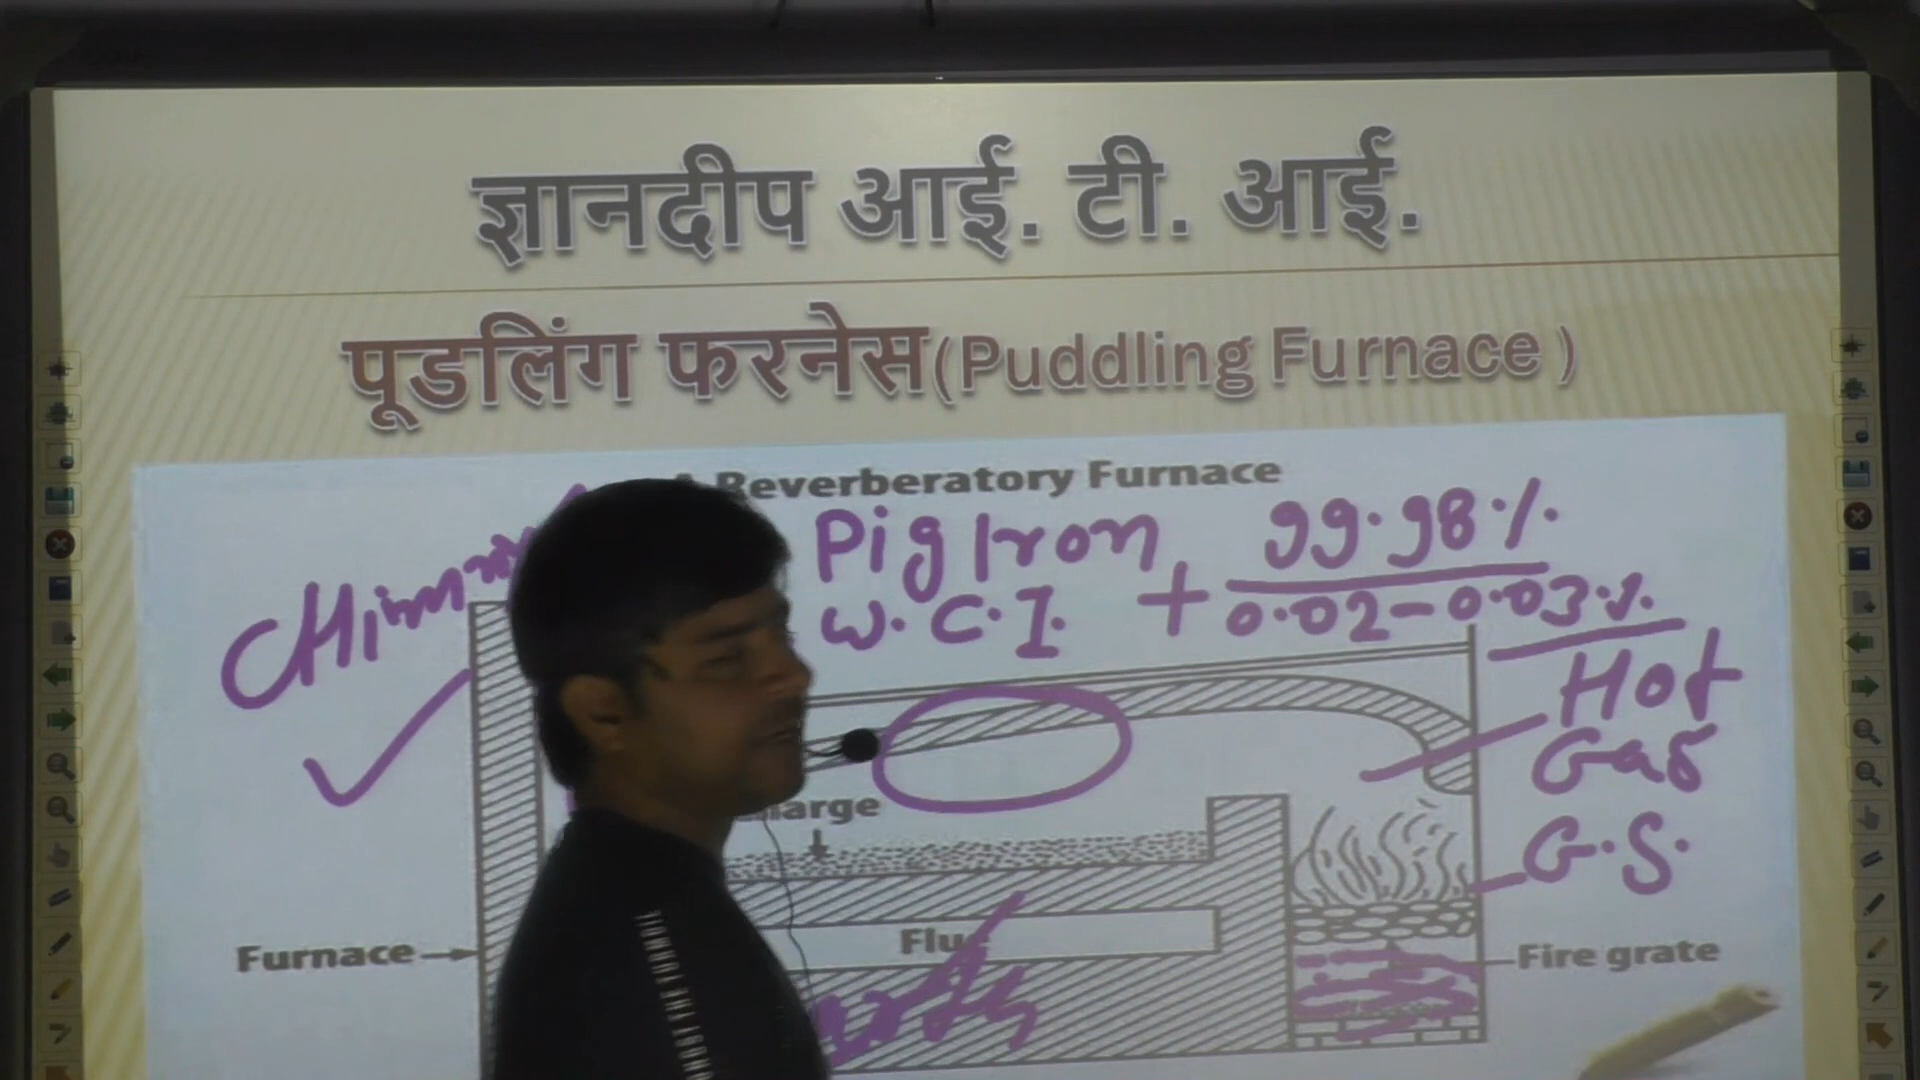 ज्ञानदीप आई. टी. आई.
पूडलिंग फरनेस(Puddling Furnace )
Reverberatory Furnace
Pig Iron + 99.98%
W.C.I. 0.02-0.03%
Hot
Gas
G.S.
Flue
Furnace
Fire grate